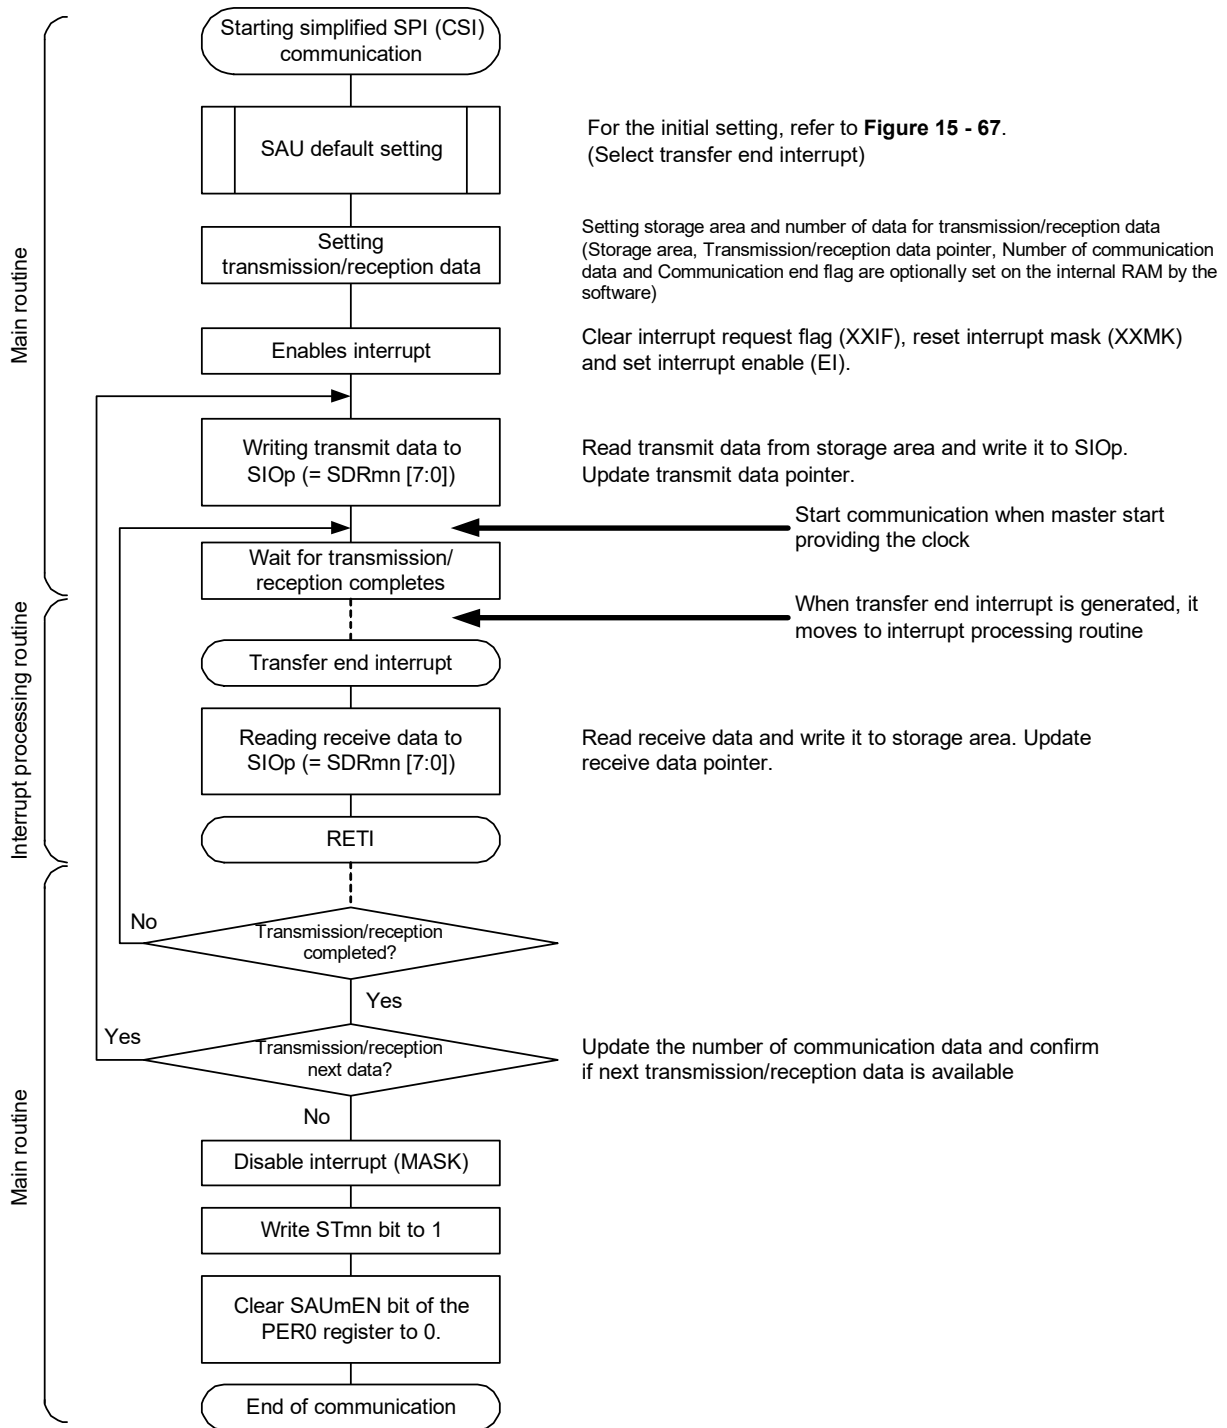 Starting simplified SPI (CSI)
communication
SAU default setting
For the initial setting, refer to Figure 15 - 67.
(Select transfer end interrupt)
Setting
transmission/reception data
Setting storage area and number of data for transmission/reception data
(Storage area, Transmission/reception data pointer, Number of communication
data and Communication end flag are optionally set on the internal RAM by the
software)
Main routine
Enables interrupt
Clear interrupt request flag (XXIF), reset interrupt mask (XXMK)
and set interrupt enable (EI).
Writing transmit data to
SIOp (= SDRmn [7:0])
Read transmit data from storage area and write it to SIOp.
Update transmit data pointer.
Start communication when master start
providing the clock
Wait for transmission/
reception completes
When transfer end interrupt is generated, it
moves to interrupt processing routine
Interrupt processing routine
Transfer end interrupt
Reading receive data to
SIOp (= SDRmn [7:0])
Read receive data and write it to storage area. Update
receive data pointer.
RETI
No
Transmission/reception
completed?
Yes
Yes
Transmission/reception
next data?
Update the number of communication data and confirm
if next transmission/reception data is available
No
Main routine
Disable interrupt (MASK)
Write STmn bit to 1
Clear SAUmEN bit of the
PER0 register to 0.
End of communication